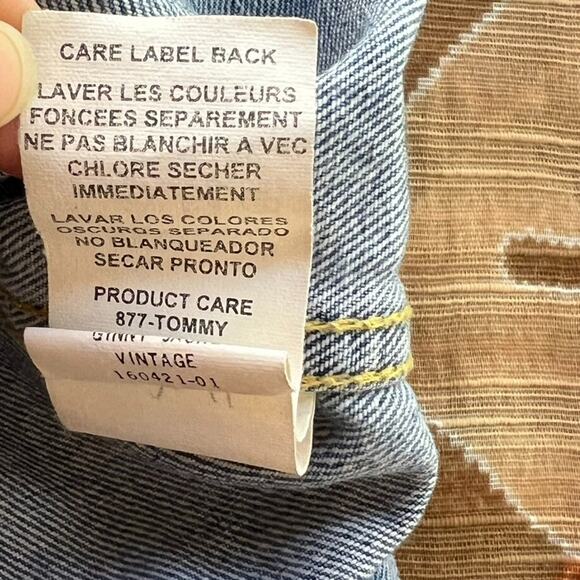 CARE LABEL BACK
LAVER LES COULEURS
FONCEES SEPAREMENT
NE PAS BLANCHIR A VEC
CHLORE SECHER
IMMEDIATEMENT
LAVAR LOS COLORES
OSCUROS SEPARADO
NO BLANQUEADOR
SECAR PRONTO
PRODUCT CARE
877-TOMMY
VINTAGE
160421-01